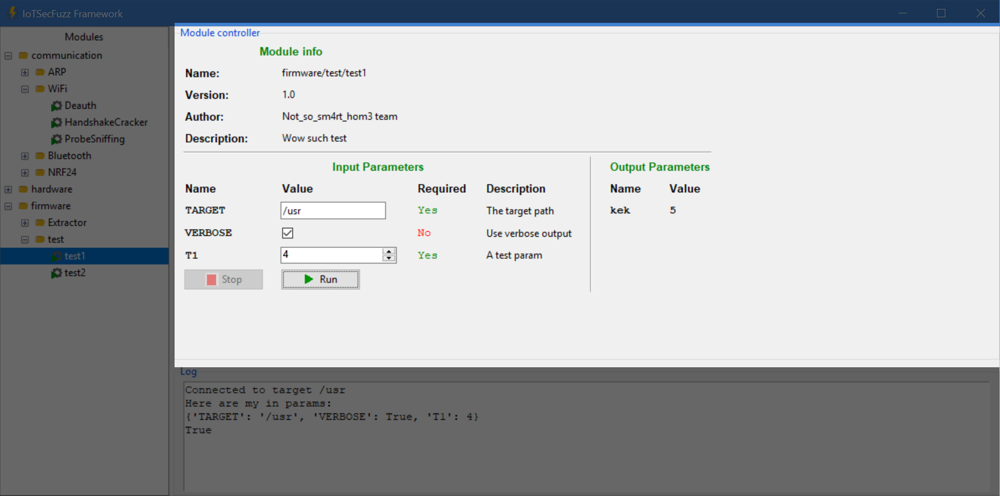 IoTSecFuzz Framework
Modules
communication
ARP
WiFi
Deauth
HandshakeCracker
ProbeSniffing
Bluetooth
NRF24
hardware
firmware
Extractor
test
test1
test2
Module controller
Module info
Name: firmware/test/test1
Version: 1.0
Author: Not_so_sm4rt_hom3 team
Description: Wow such test
Input Parameters
Name Value Required Description
TARGET /usr Yes The target path
VERBOSE No Use verbose output
T1 4 Yes A test param
Stop Run
Output Parameters
Name Value
kek 5
Log
Connected to target /usr
Here are my in params:
{'TARGET': '/usr', 'VERBOSE': True, 'T1': 4}
True